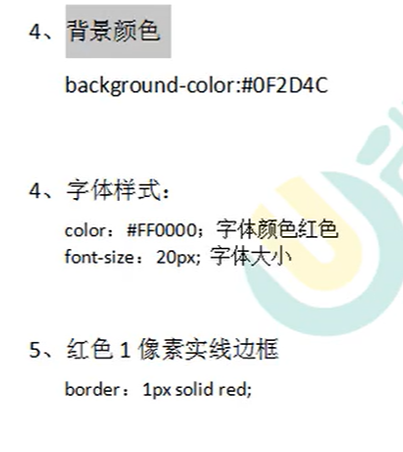 4、背景颜色
background-color:#0F2D4C
4、字体样式：
color：#FF0000；字体颜色红色
font-size：20px; 字体大小
5、红色 1 像素实线边框
border：1px solid red;